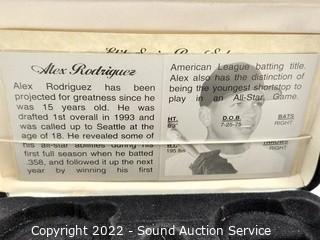 Alex Rodriguez
Alex Rodriguez has been
projected for greatness since he
was 15 years old. He was
drafted 1st overall in 1993 and
was called up to Seattle at the
age of 18. He revealed some of
his all-star abilities during his
first full season when he batted
.358, and followed it up the next
year by winning his first
American League batting title.
Alex also has the distinction of
being the youngest shortstop to
play in an All-Star Game.
HT. D.O.B. BATS
7-25-75 RIGHT
THROWS
195 lbs RIGHT
Copyright 2022 - Sound Auction Service